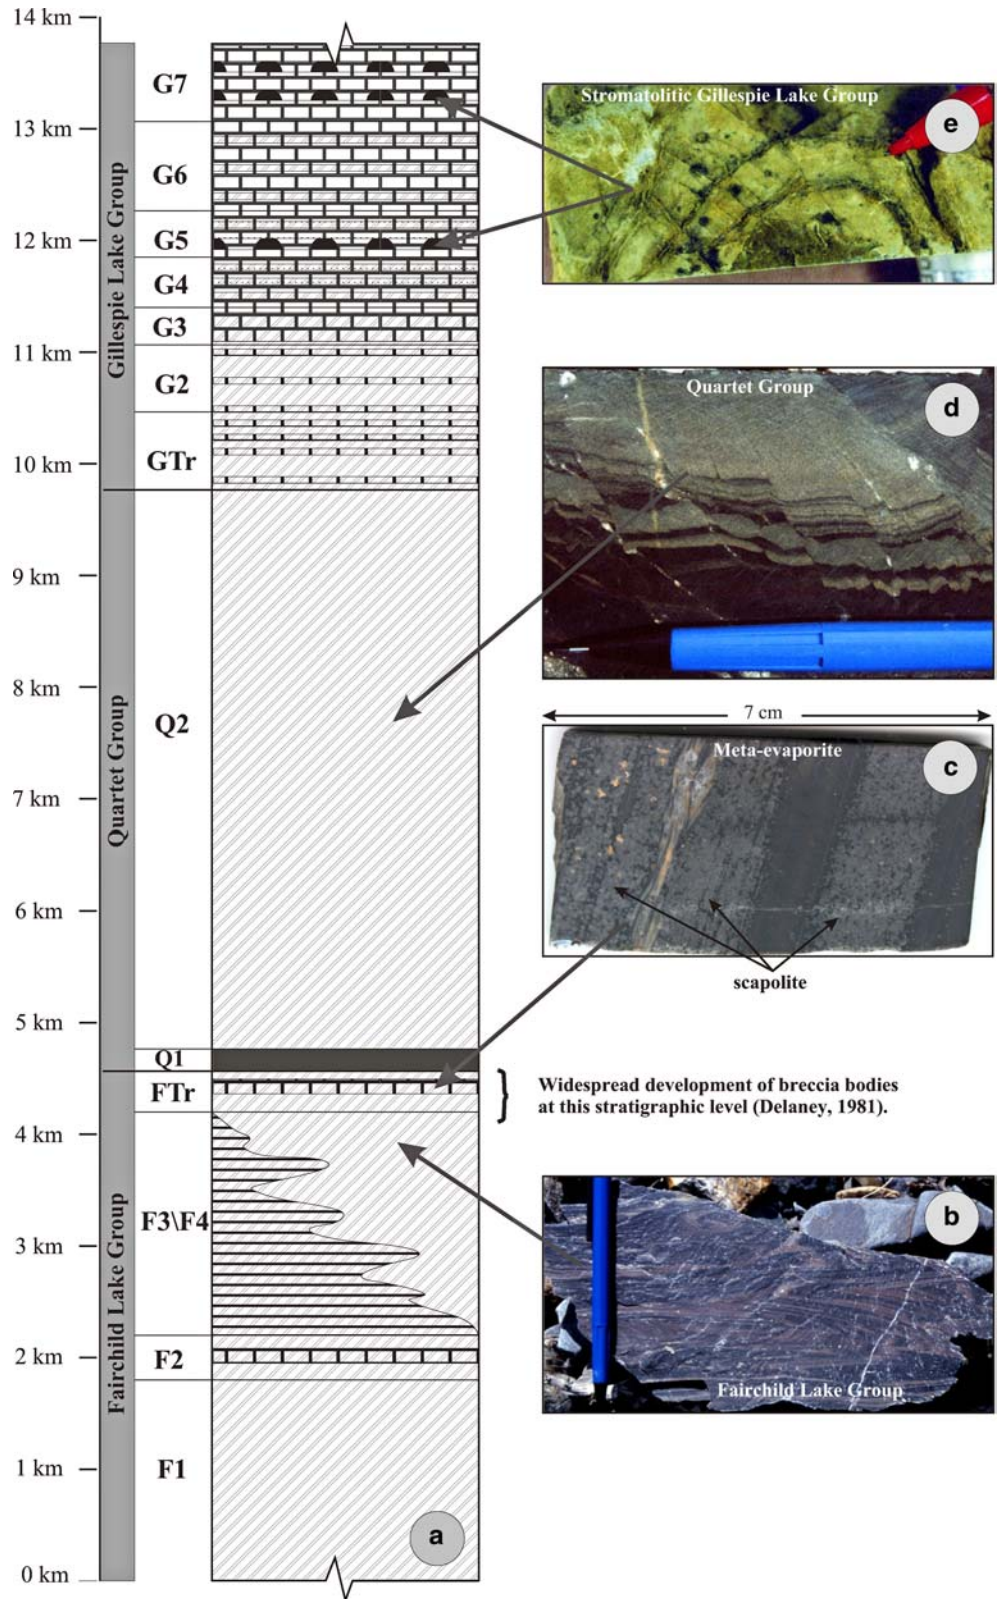 14 km
13 km
12 km
11 km
10 km
9 km
8 km
7 km
6 km
5 km
4 km
3 km
2 km
1 km
0 km
Gillespie Lake Group
Quartet Group
Fairchild Lake Group
G7
G6
G5
G4
G3
G2
GTr
Q2
Q1
FTr
F3\F4
F2
F1
a
Stromatolitic Gillespie Lake Group
e
Quartet Group
d
7 cm
Meta-evaporite
c
scapolite
Widespread development of breccia bodies
at this stratigraphic level (Delaney, 1981).
b
Fairchild Lake Group